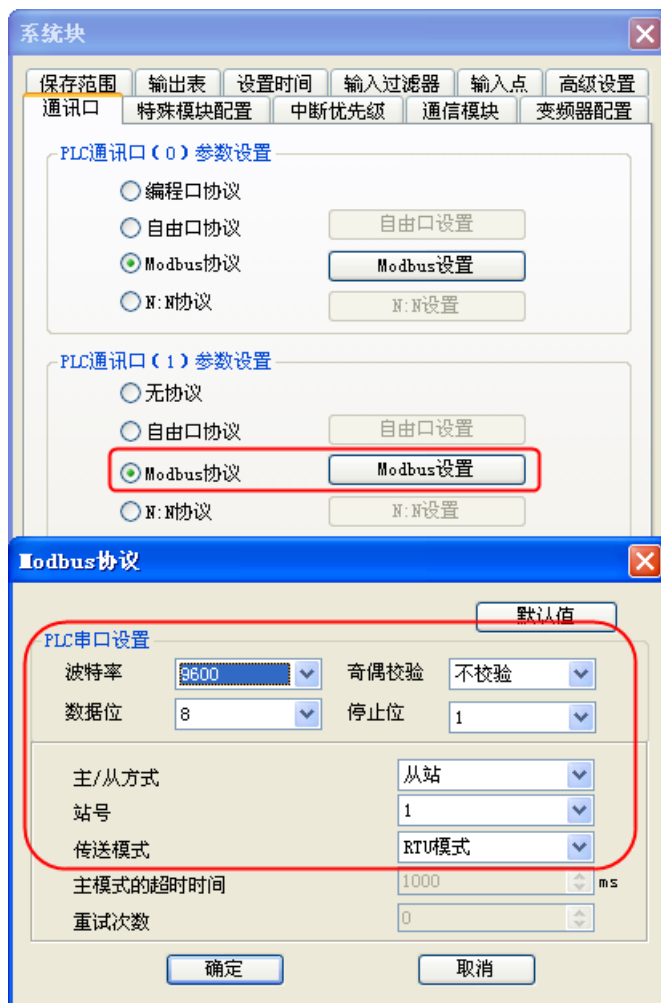 系统块
保存范围 输出表 设置时间 输入过滤器 输入点 高级设置
通讯口 特殊模块配置 中断优先级 通信模块 变频器配置
PLC通讯口(0)参数设置
编程口协议
自由口协议 自由口设置
Modbus协议 Modbus设置
N:N协议 N:N设置
PLC通讯口(1)参数设置
无协议
自由口协议 自由口设置
Modbus协议 Modbus设置
N:N协议 N:N设置
Modbus协议
默认值
PLC串口设置
波特率 9600 奇偶校验 不校验
数据位 8 停止位 1
主/从方式 从站
站号 1
传送模式 RTU模式
主模式的超时时间 1000 ms
重试次数 0
确定 取消